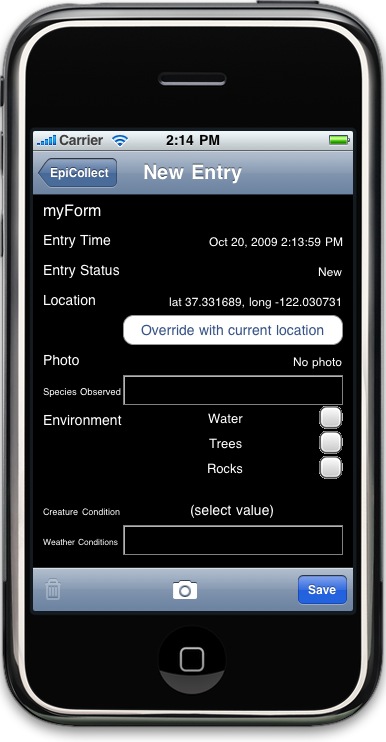 Carrier 2:14 PM
EpiCollect New Entry
myForm
Entry Time Oct 20, 2009 2:13:59 PM
Entry Status New
Location lat 37.331689, long -122.030731
Override with current location
Photo No photo
Species Observed
Environment Water
Trees
Rocks
Creature Condition (select value)
Weather Conditions
Save